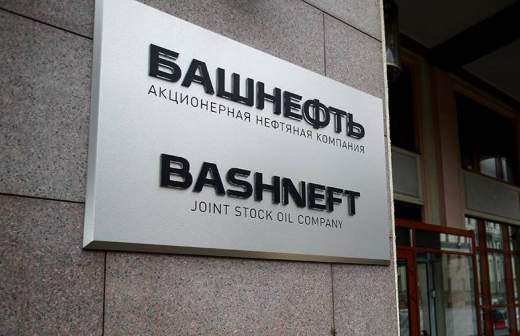 БАШНЕФТЬ
АКЦИОНЕРНАЯ НЕФТЯНАЯ КОМПАНИЯ
BASHNEFT
JOINT STOCK OIL COMPANY